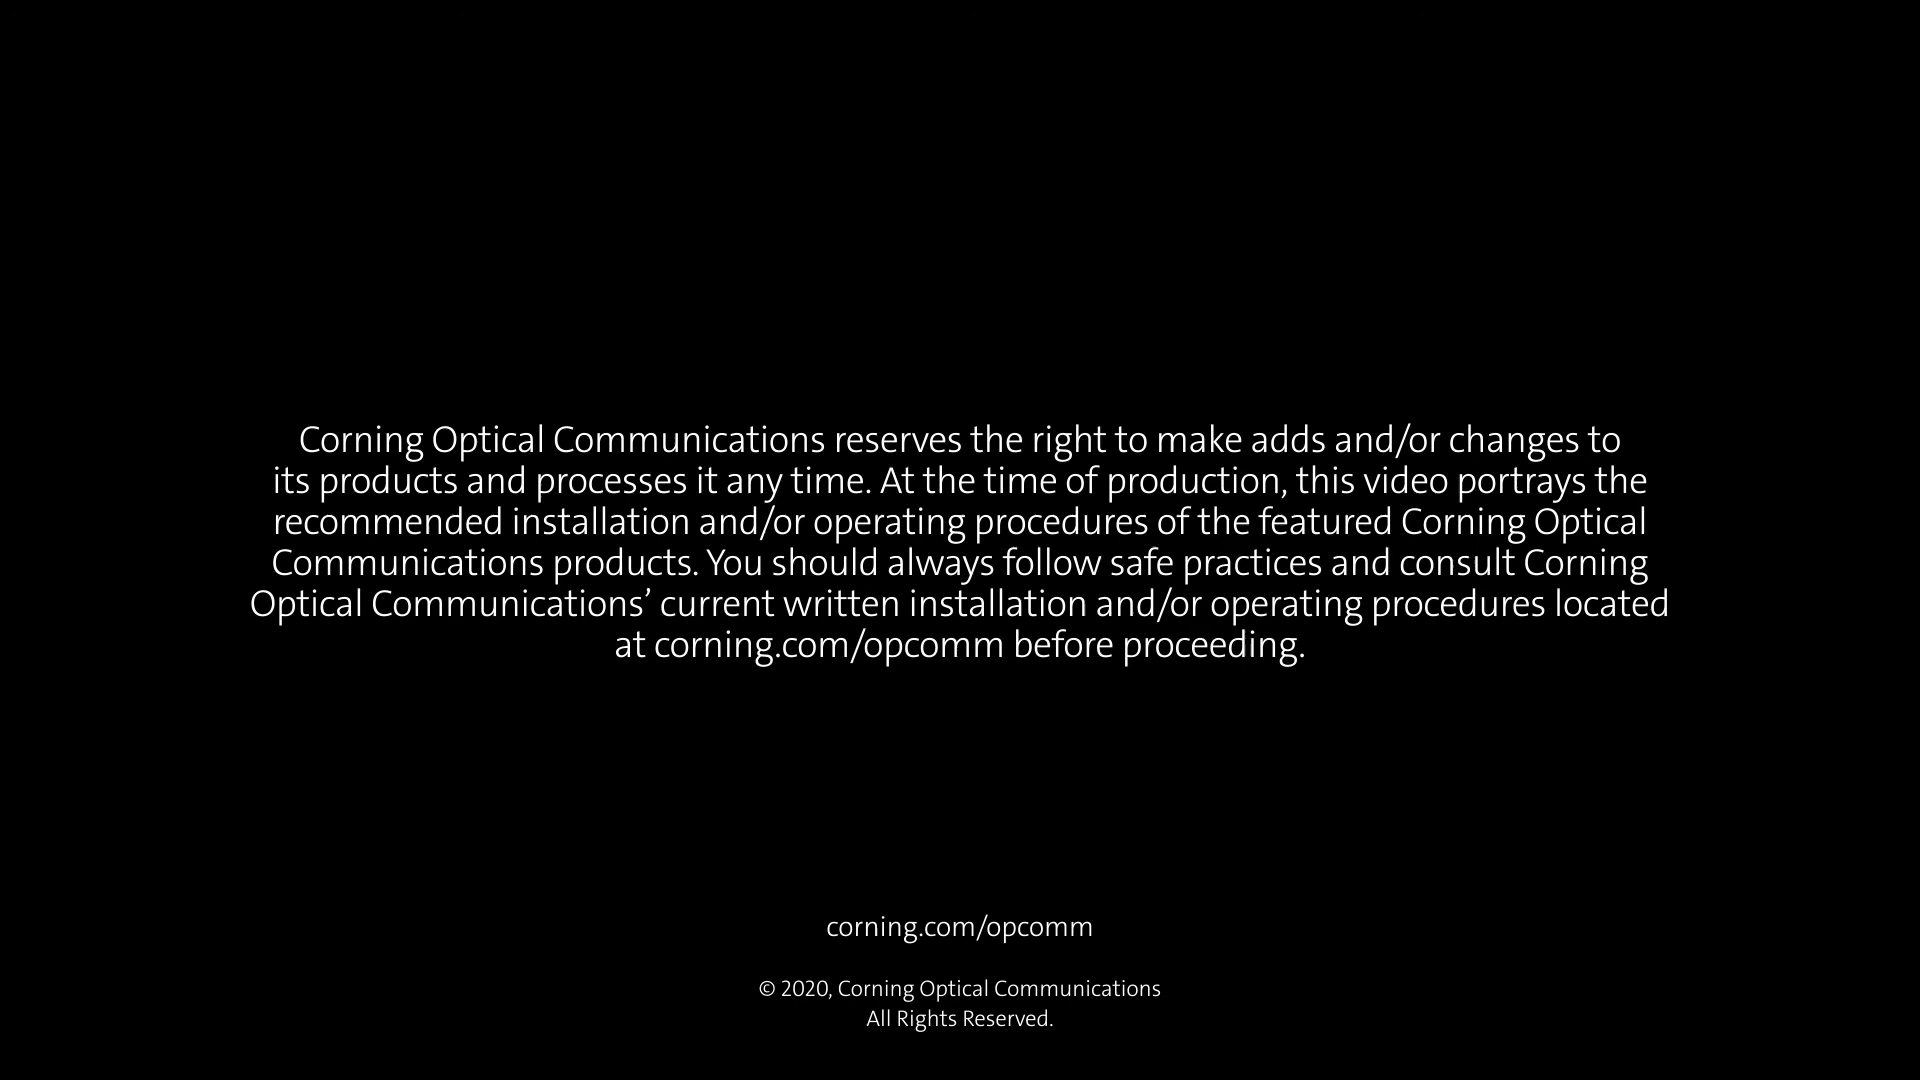 Corning Optical Communications reserves the right to make adds and/or changes to
its products and processes it any time. At the time of production, this video portrays the
recommended installation and/or operating procedures of the featured Corning Optical
Communications products. You should always follow safe practices and consult Corning
Optical Communications’ current written installation and/or operating procedures located
at corning.com/opcomm before proceeding.
corning.com/opcomm
© 2020, Corning Optical Communications
All Rights Reserved.